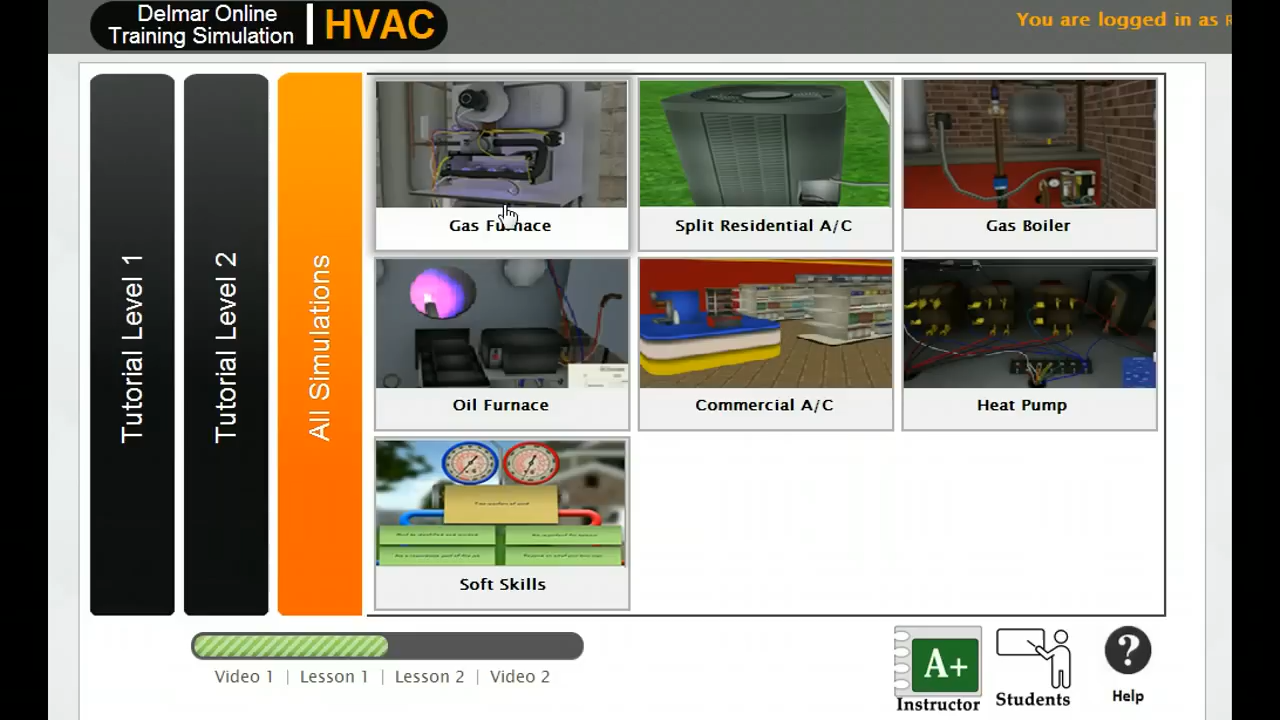 Delmar Online
Training Simulation
HVAC
You are logged in as
Tutorial Level 1
Tutorial Level 2
All Simulations
Gas Furnace
Split Residential A/C
Gas Boiler
Oil Furnace
Commercial A/C
Heat Pump
Soft Skills
Video 1 | Lesson 1 | Lesson 2 | Video 2
A+
Instructor
Students
?
Help